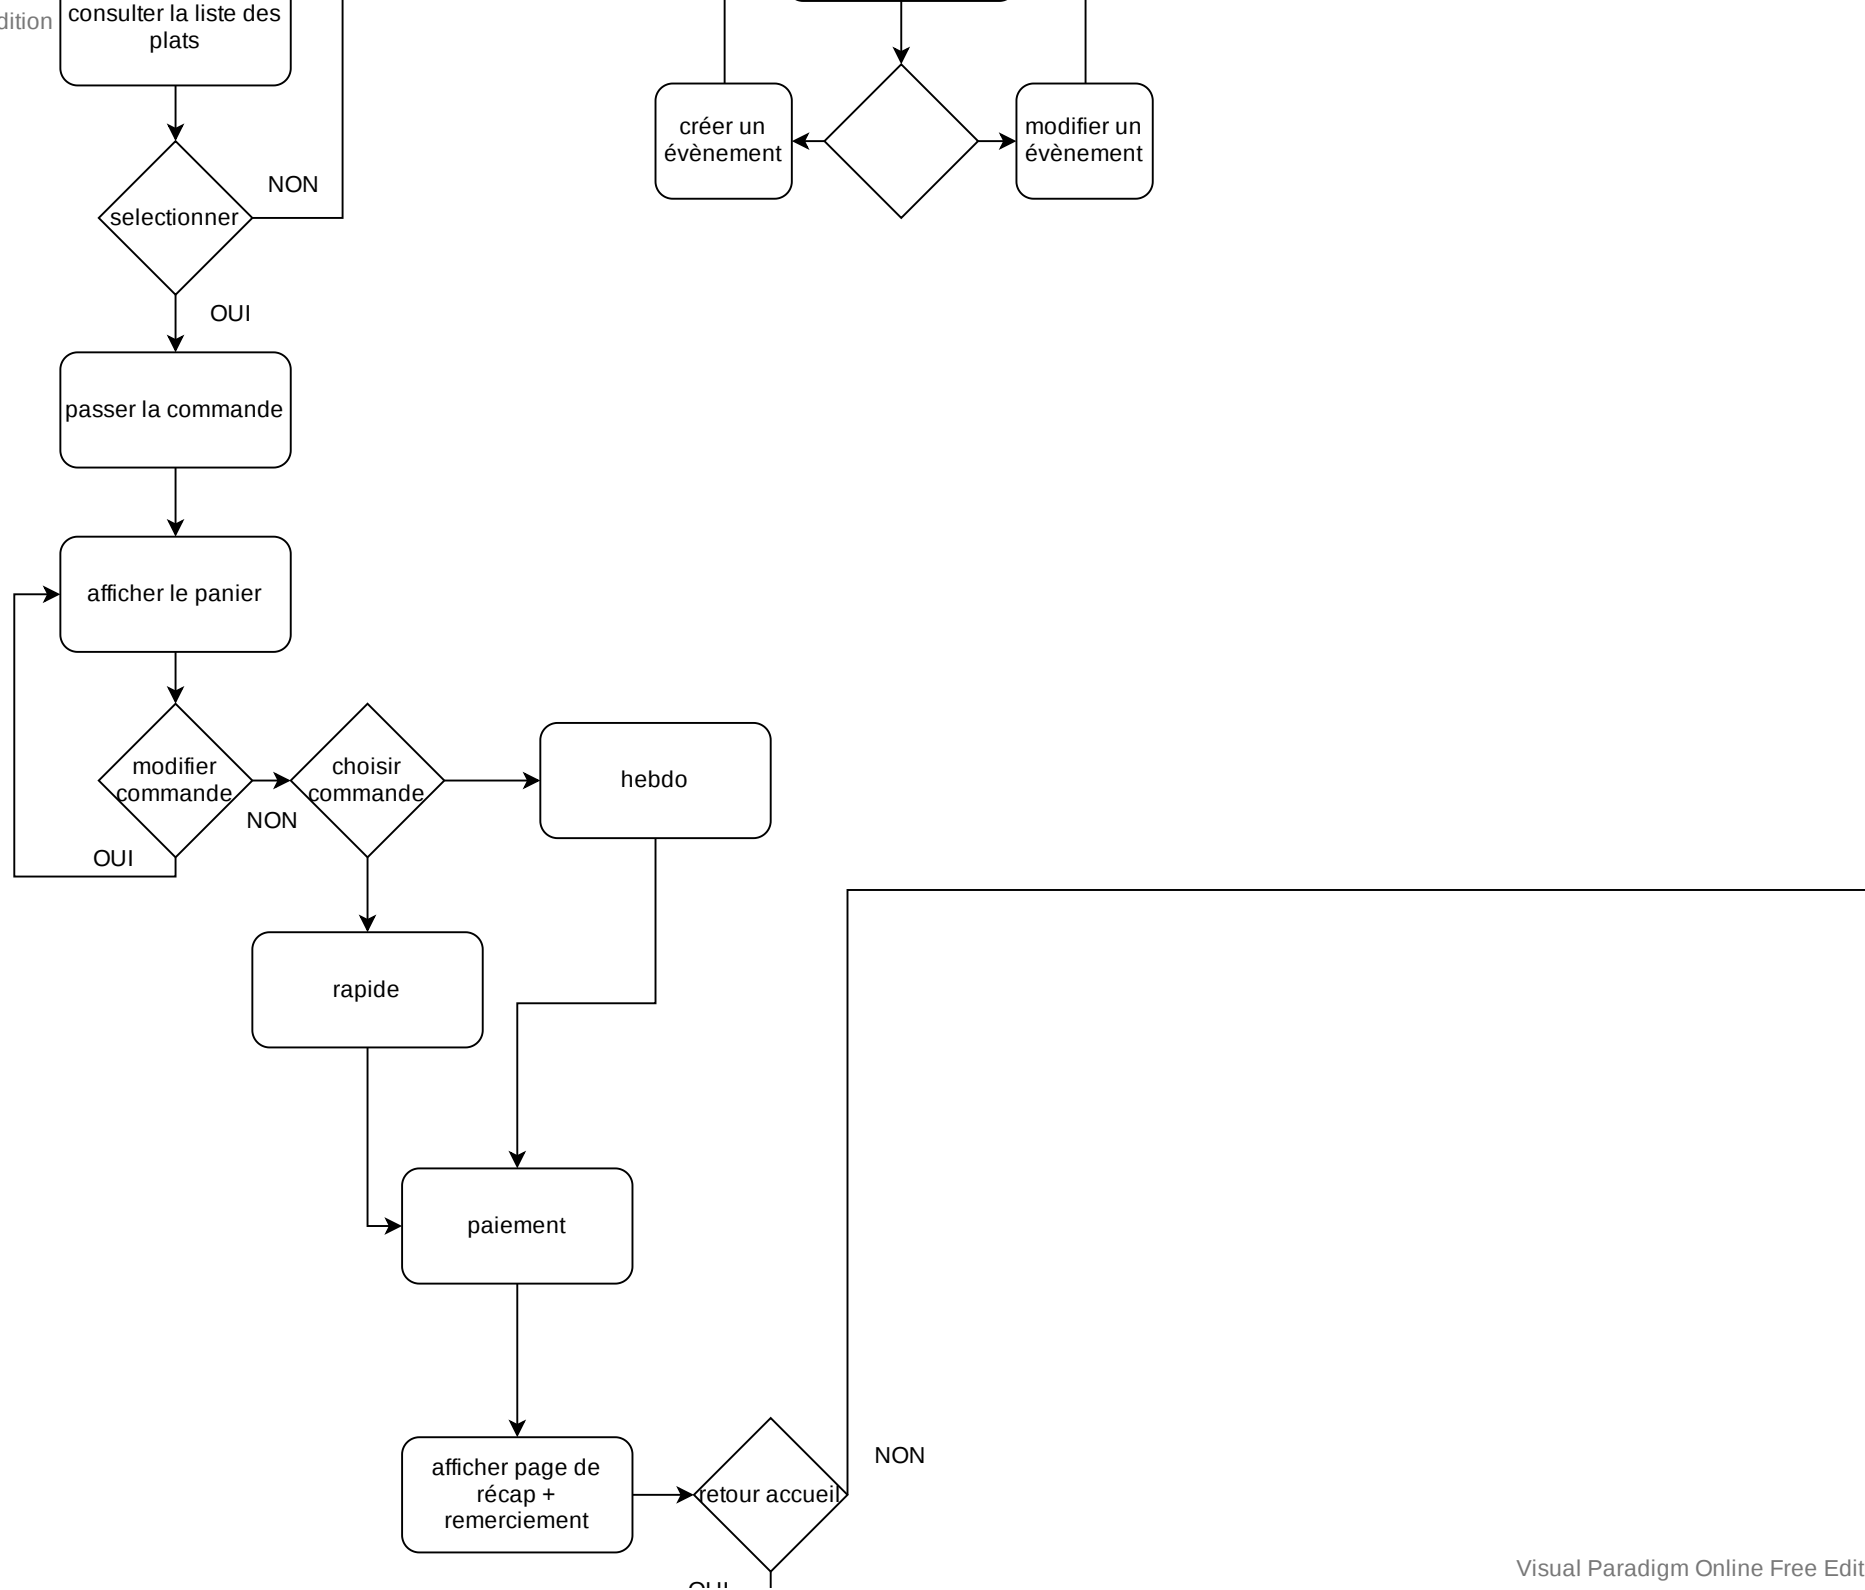 dition
consulter la liste des
plats
créer un
évènement
modifier un
évènement
NON
selectionner
OUI
passer la commande
afficher le panier
modifier
commande
choisir
commande
hebdo
NON
OUI
rapide
paiement
NON
afficher page de
récap +
remerciement
retour accueil
OUI
Visual Paradigm Online Free Edit